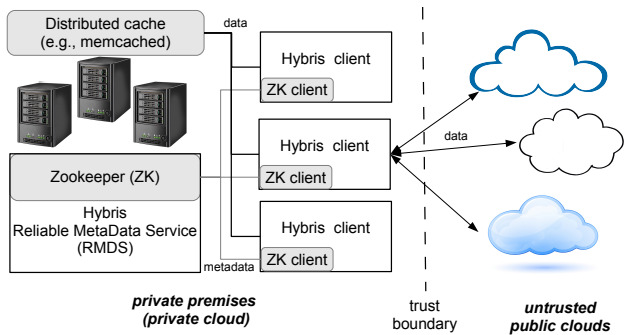 Distributed cache
(e.g., memcached)
data
Hybris client
ZK client
Hybris client
ZK client
data
Zookeeper (ZK)
Hybris
Reliable MetaData Service
(RMDS)
Hybris client
ZK client
metadata
private premises
(private cloud)
trust
boundary
untrusted
public clouds